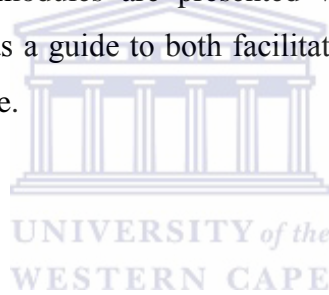 modules are presented
s a guide to both facilitat
e.
UNIVERSITY of the
WESTERN CAPE